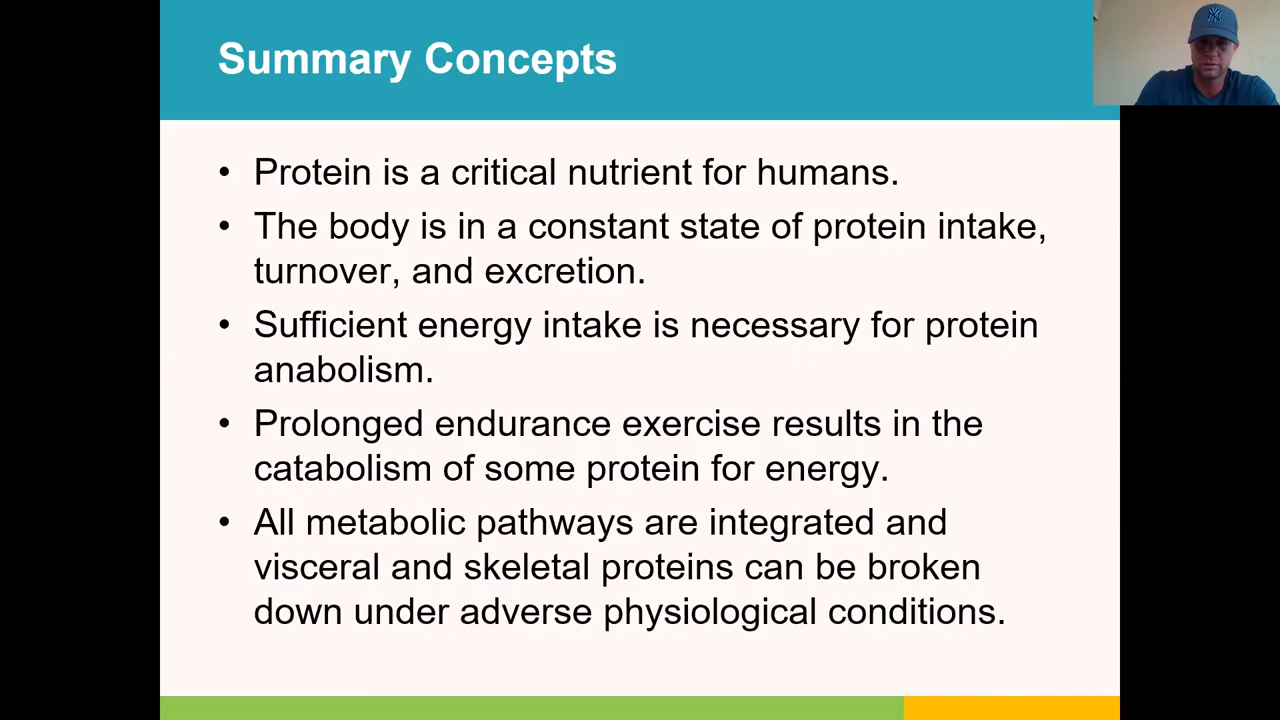 Summary Concepts
• Protein is a critical nutrient for humans.
• The body is in a constant state of protein intake,
turnover, and excretion.
• Sufficient energy intake is necessary for protein
anabolism.
• Prolonged endurance exercise results in the
catabolism of some protein for energy.
• All metabolic pathways are integrated and
visceral and skeletal proteins can be broken
down under adverse physiological conditions.